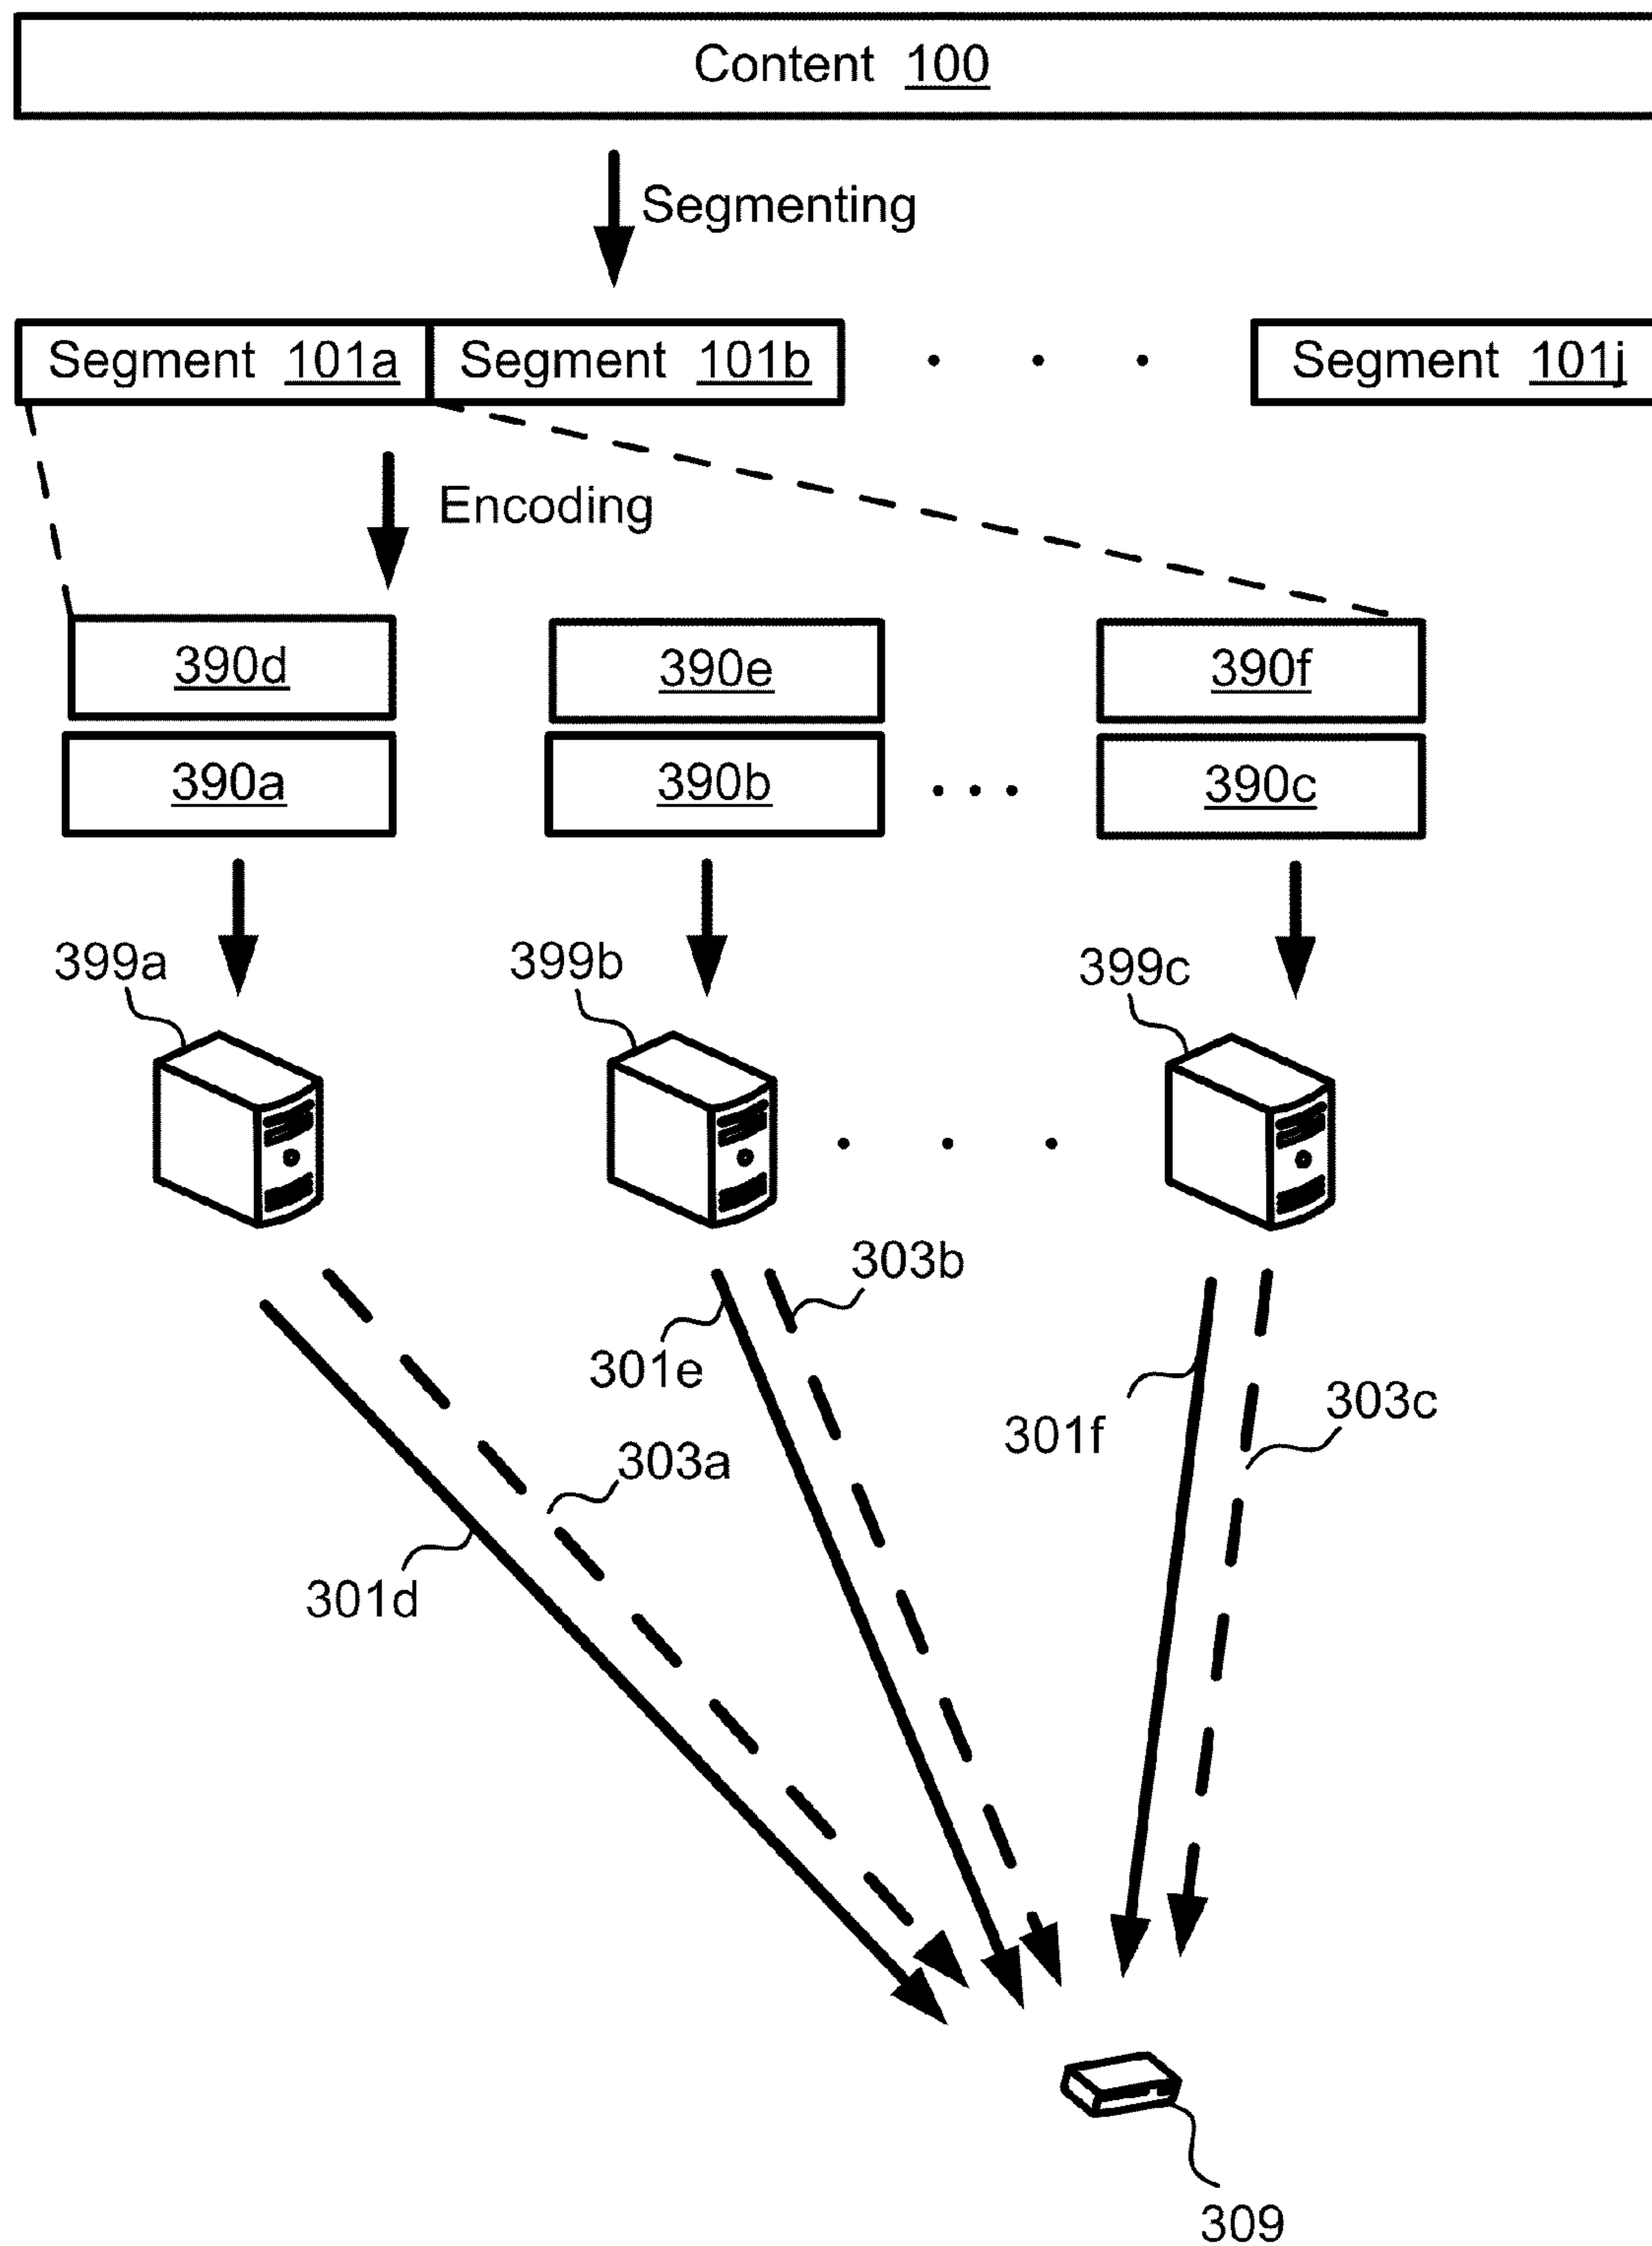 Content 100
Segmenting
Segment 101a Segment 101b Segment 101j
Encoding
390d 390e 390f
390a 390b 390c
399a 399b 399c
303b
301e
303c
301f
303a
301d
309